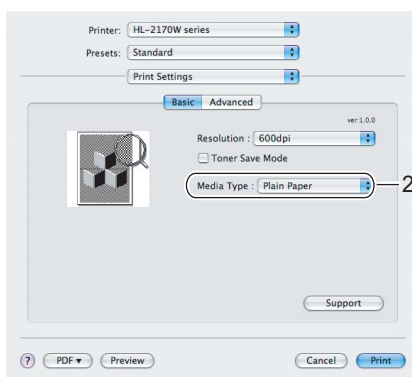 Printer: HL-2170W series
Presets: Standard
Print Settings
Basic Advanced
ver:1.0.0
Resolution : 600dpi
Toner Save Mode
Media Type : Plain Paper
2
Support
? PDF ▼ Preview Cancel Print